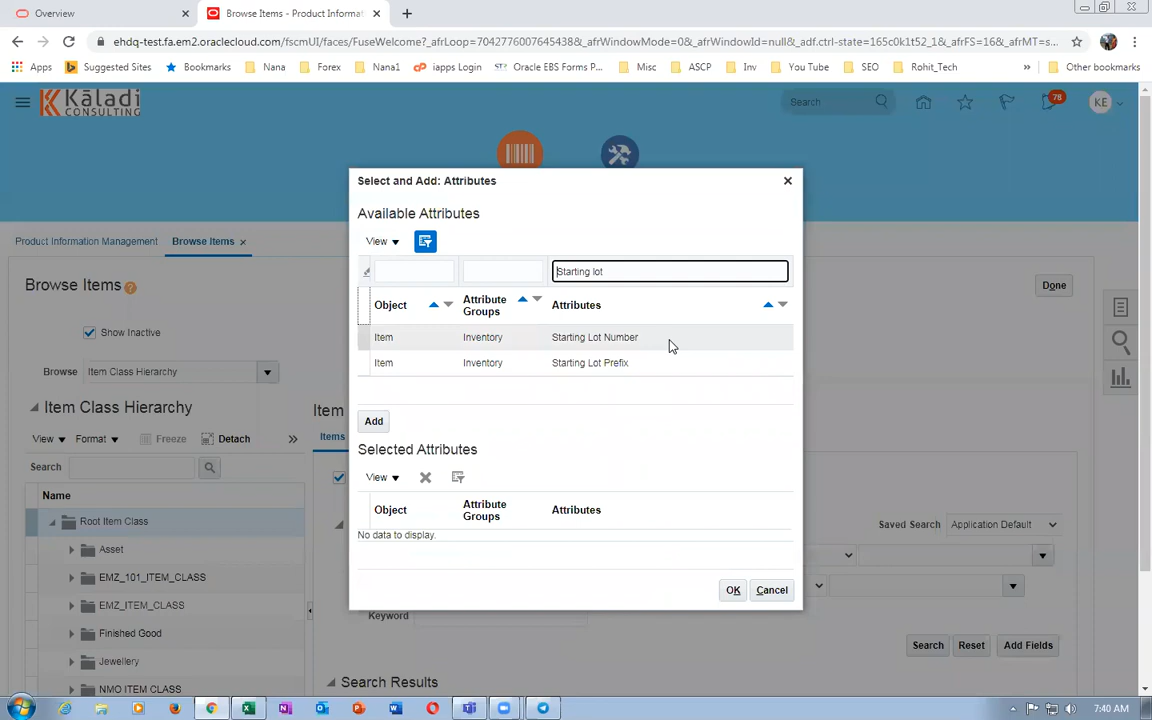 Overview
Browse Items - Product Informat
ehdq-test.fa.em2.oraclecloud.com/fscmUI/faces/FuseWelcome?_afrLoop=70427760076454 38&_afrWindowMode=0&_afrWindowId=null&_adf.ctrl-state=165c0k1t52_1&_afrFS=16&_afrMT=s...
Apps
Suggested Sites
Bookmarks
Nana
Forex
Nana1
iapps Login
Oracle EBS Forms P...
Misc
ASCP
Inv
You Tube
SEO
Rohit_Tech
»
Other bookmarks
Kāladi
CONSULTING
Search
78
KE
Select and Add: Attributes
Available Attributes
View
Starting lot
Object
Attribute Groups
Attributes
Item Inventory Starting Lot Number
Item Inventory Starting Lot Prefix
Add
Selected Attributes
View
Object
Attribute Groups
Attributes
No data to display.
OK
Cancel
Product Information Management
Browse Items
Browse Items
Done
Show Inactive
Browse Item Class Hierarchy
Item Class Hierarchy
View
Format
Freeze
Detach
»
Search
Name
Root Item Class
Asset
EMZ_101_ITEM_CLASS
EMZ_ITEM_CLASS
Finished Good
Jewellery
NMO ITEM CLASS
Item
Items
Saved Search Application Default
Keyword
Search
Reset
Add Fields
Search Results
7:40 AM